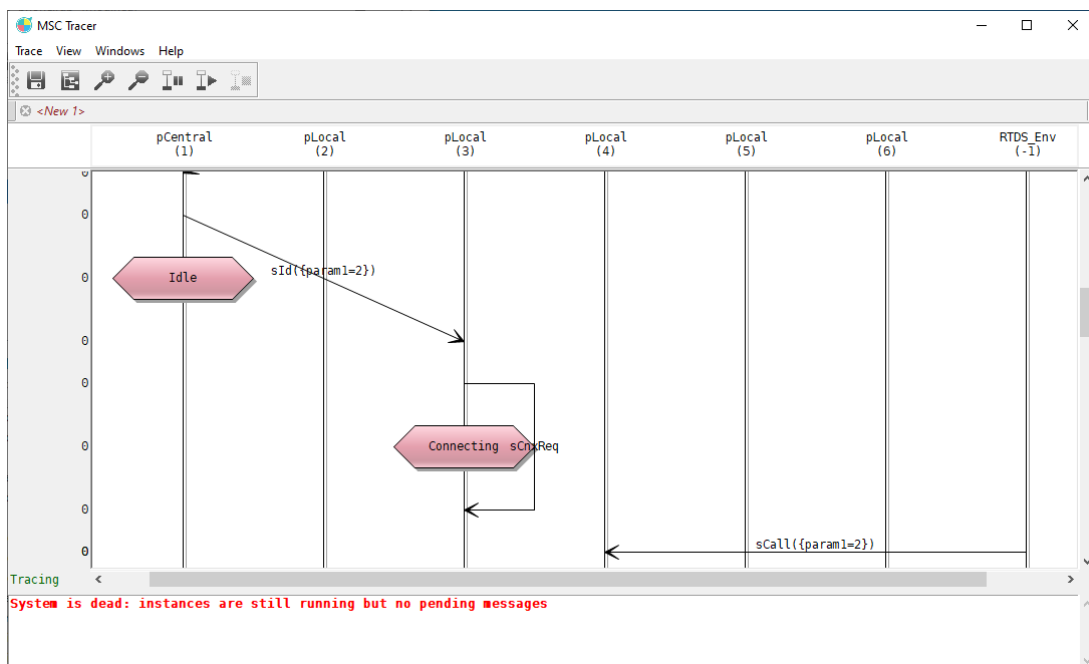 MSC Tracer
Trace View Windows Help
<New 1>
pCentral pLocal pLocal pLocal pLocal pLocal RTDS_Env
(1) (2) (3) (4) (5) (6) (-1)
0
0
Idle
sId({param1=2})
0
0
0
Connecting sCnxReq
0
0
sCall({param1=2})
0
Tracing
System is dead: instances are still running but no pending messages